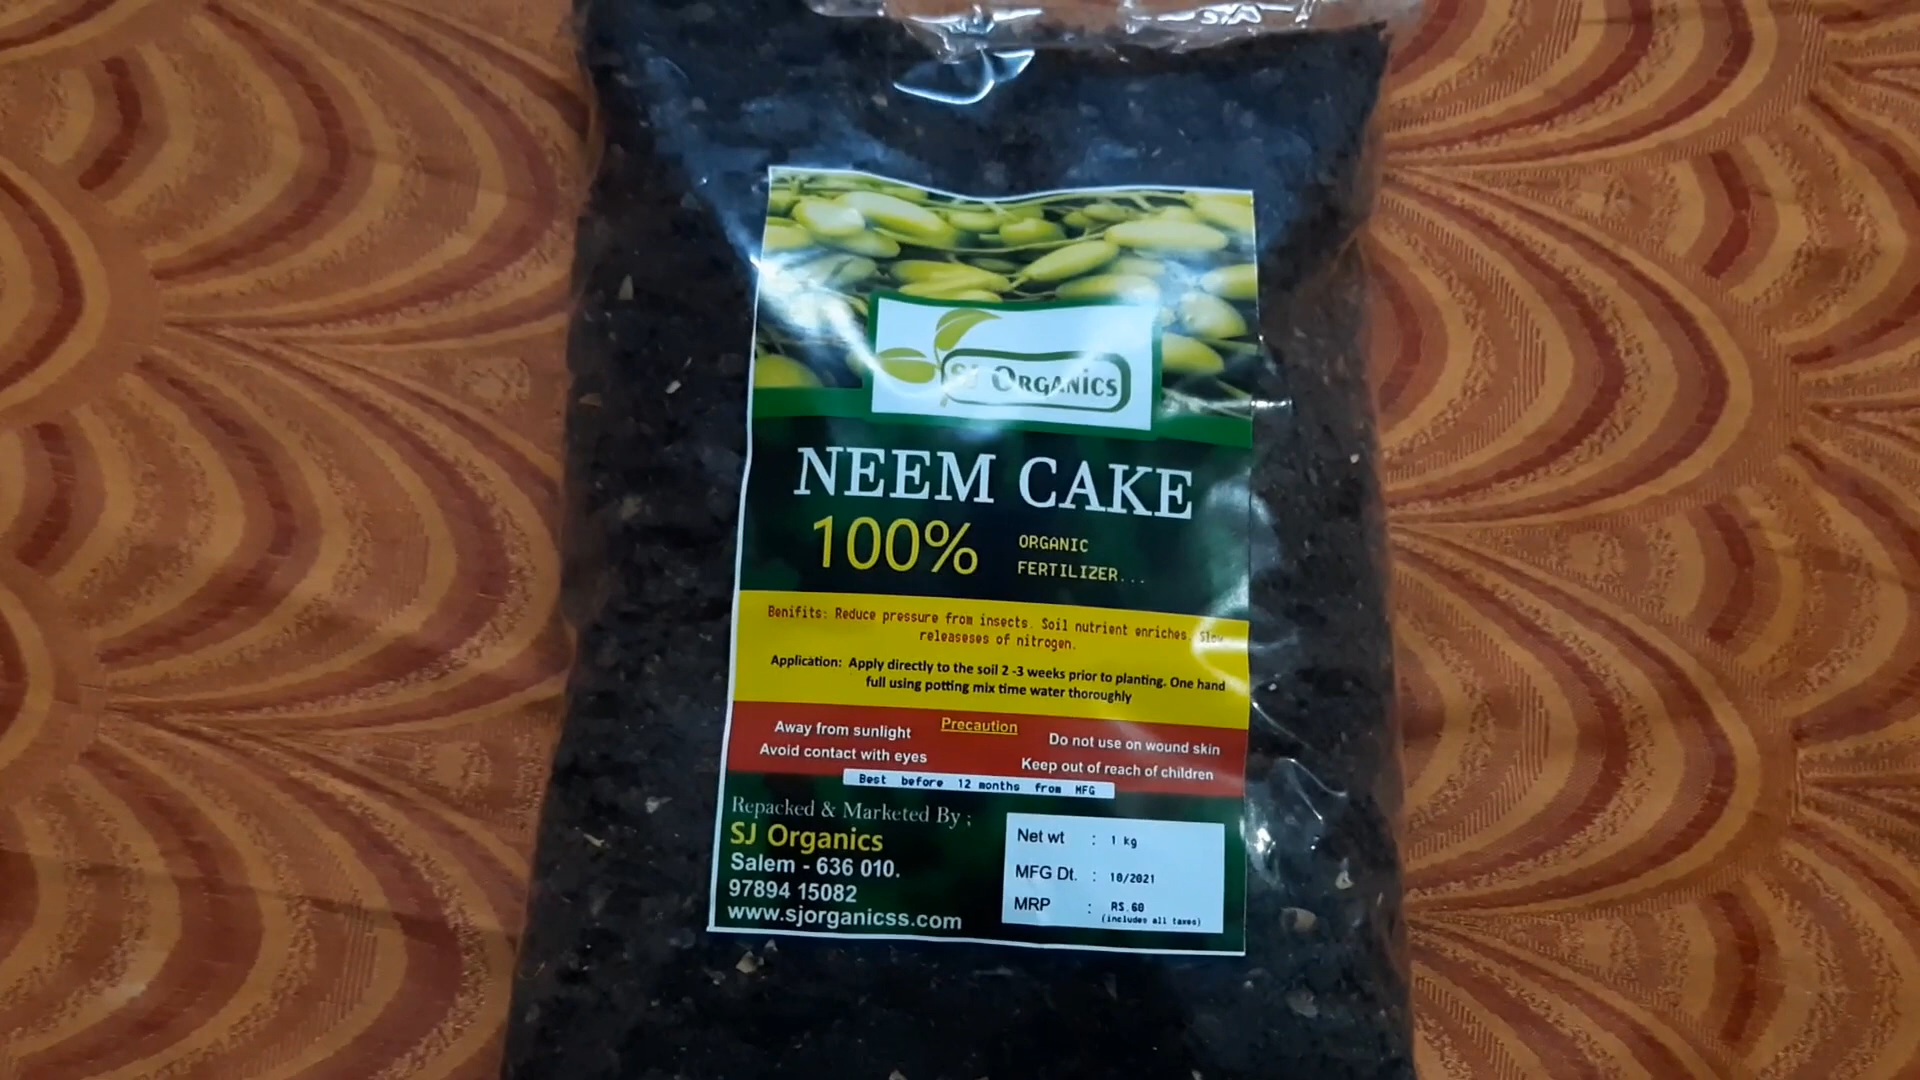 SJ ORGANiCS
NEEM CAKE
100%
ORGANIC
FERTILIZER...
Benifits: Reduce pressure from insects. Soil nutrient enriches. Slow
releaseses of nitrogen.
Application: Apply directly to the soil 2 -3 weeks prior to planting. One hand
full using potting mix time water thoroughly
Precaution
Away from sunlight
Avoid contact with eyes
Do not use on wound skin
Keep out of reach of children
Best before 12 months from MFG
Repacked & Marketed By ;
SJ Organics
Salem - 636 010.
97894 15082
www.sjorganicss.com
Net wt : 1 kg
MFG Dt. : 10/2021
MRP : RS.60
(includes all taxes)